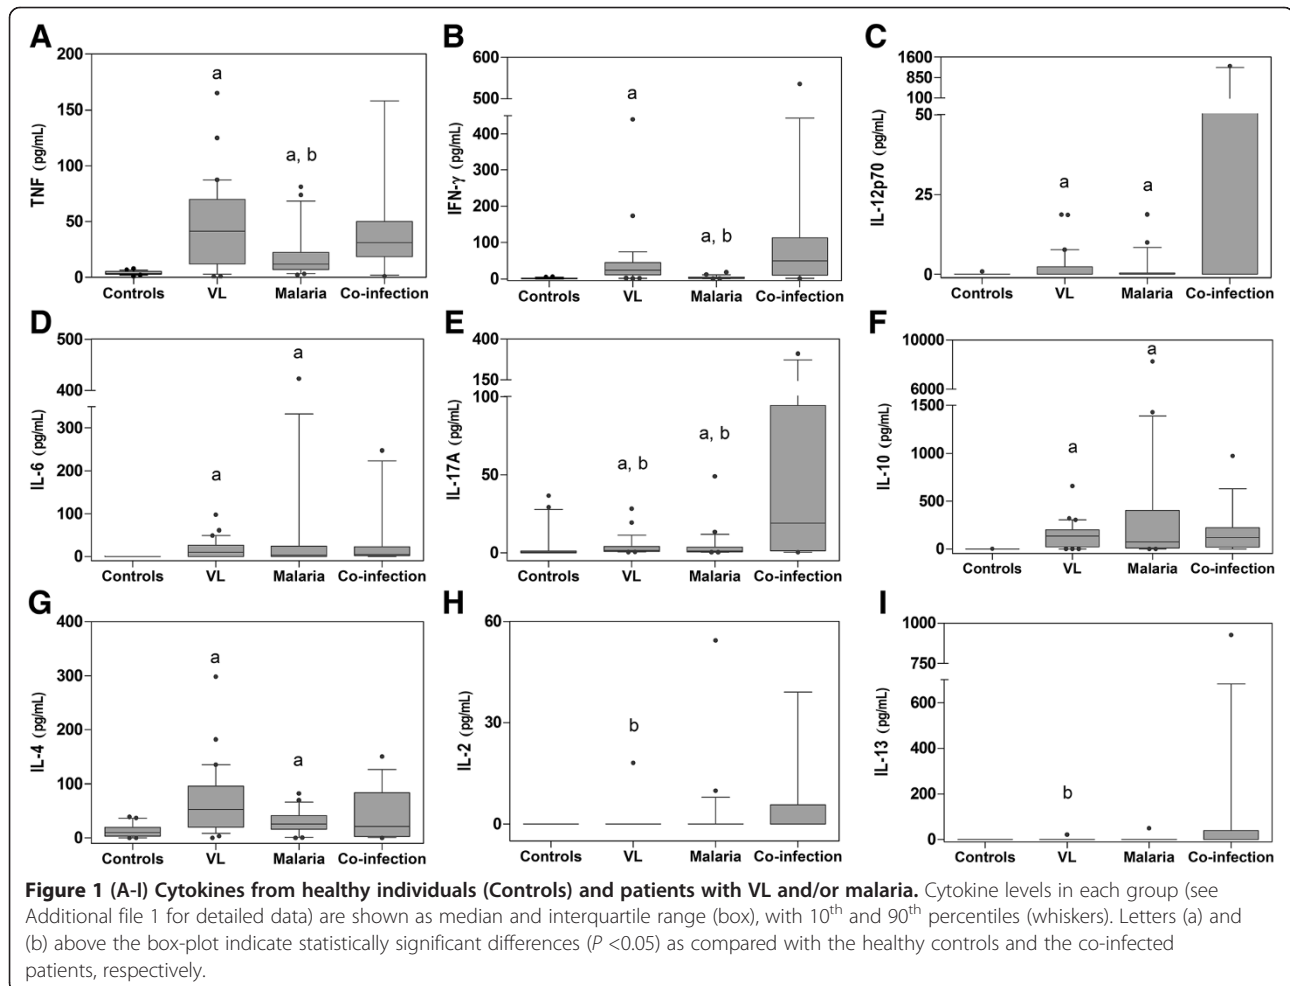 A
TNF (pg/mL)
200
150
100
50
0
a
a, b
Controls VL Malaria Co-infection
B
IFN-γ (pg/mL)
600
500
400
300
200
100
0
a
a, b
Controls VL Malaria Co-infection
C
IL-12p70 (pg/mL)
1600
850
100
50
25
0
a
a
Controls VL Malaria Co-infection
D
IL-6 (pg/mL)
500
400
300
200
100
0
a
a
Controls VL Malaria Co-infection
E
IL-17A (pg/mL)
400
150
100
50
0
a, b
a, b
Controls VL Malaria Co-infection
F
IL-10 (pg/mL)
10000
6000
1500
1000
500
0
a
a
Controls VL Malaria Co-infection
G
IL-4 (pg/mL)
400
300
200
100
0
a
a
Controls VL Malaria Co-infection
H
IL-2 (pg/mL)
60
30
0
b
Controls VL Malaria Co-infection
I
IL-13 (pg/mL)
1000
750
600
400
200
0
b
Controls VL Malaria Co-infection
Figure 1 (A-I) Cytokines from healthy individuals (Controls) and patients with VL and/or malaria. Cytokine levels in each group (see
Additional file 1 for detailed data) are shown as median and interquartile range (box), with 10th and 90th percentiles (whiskers). Letters (a) and
(b) above the box-plot indicate statistically significant differences (P <0.05) as compared with the healthy controls and the co-infected
patients, respectively.